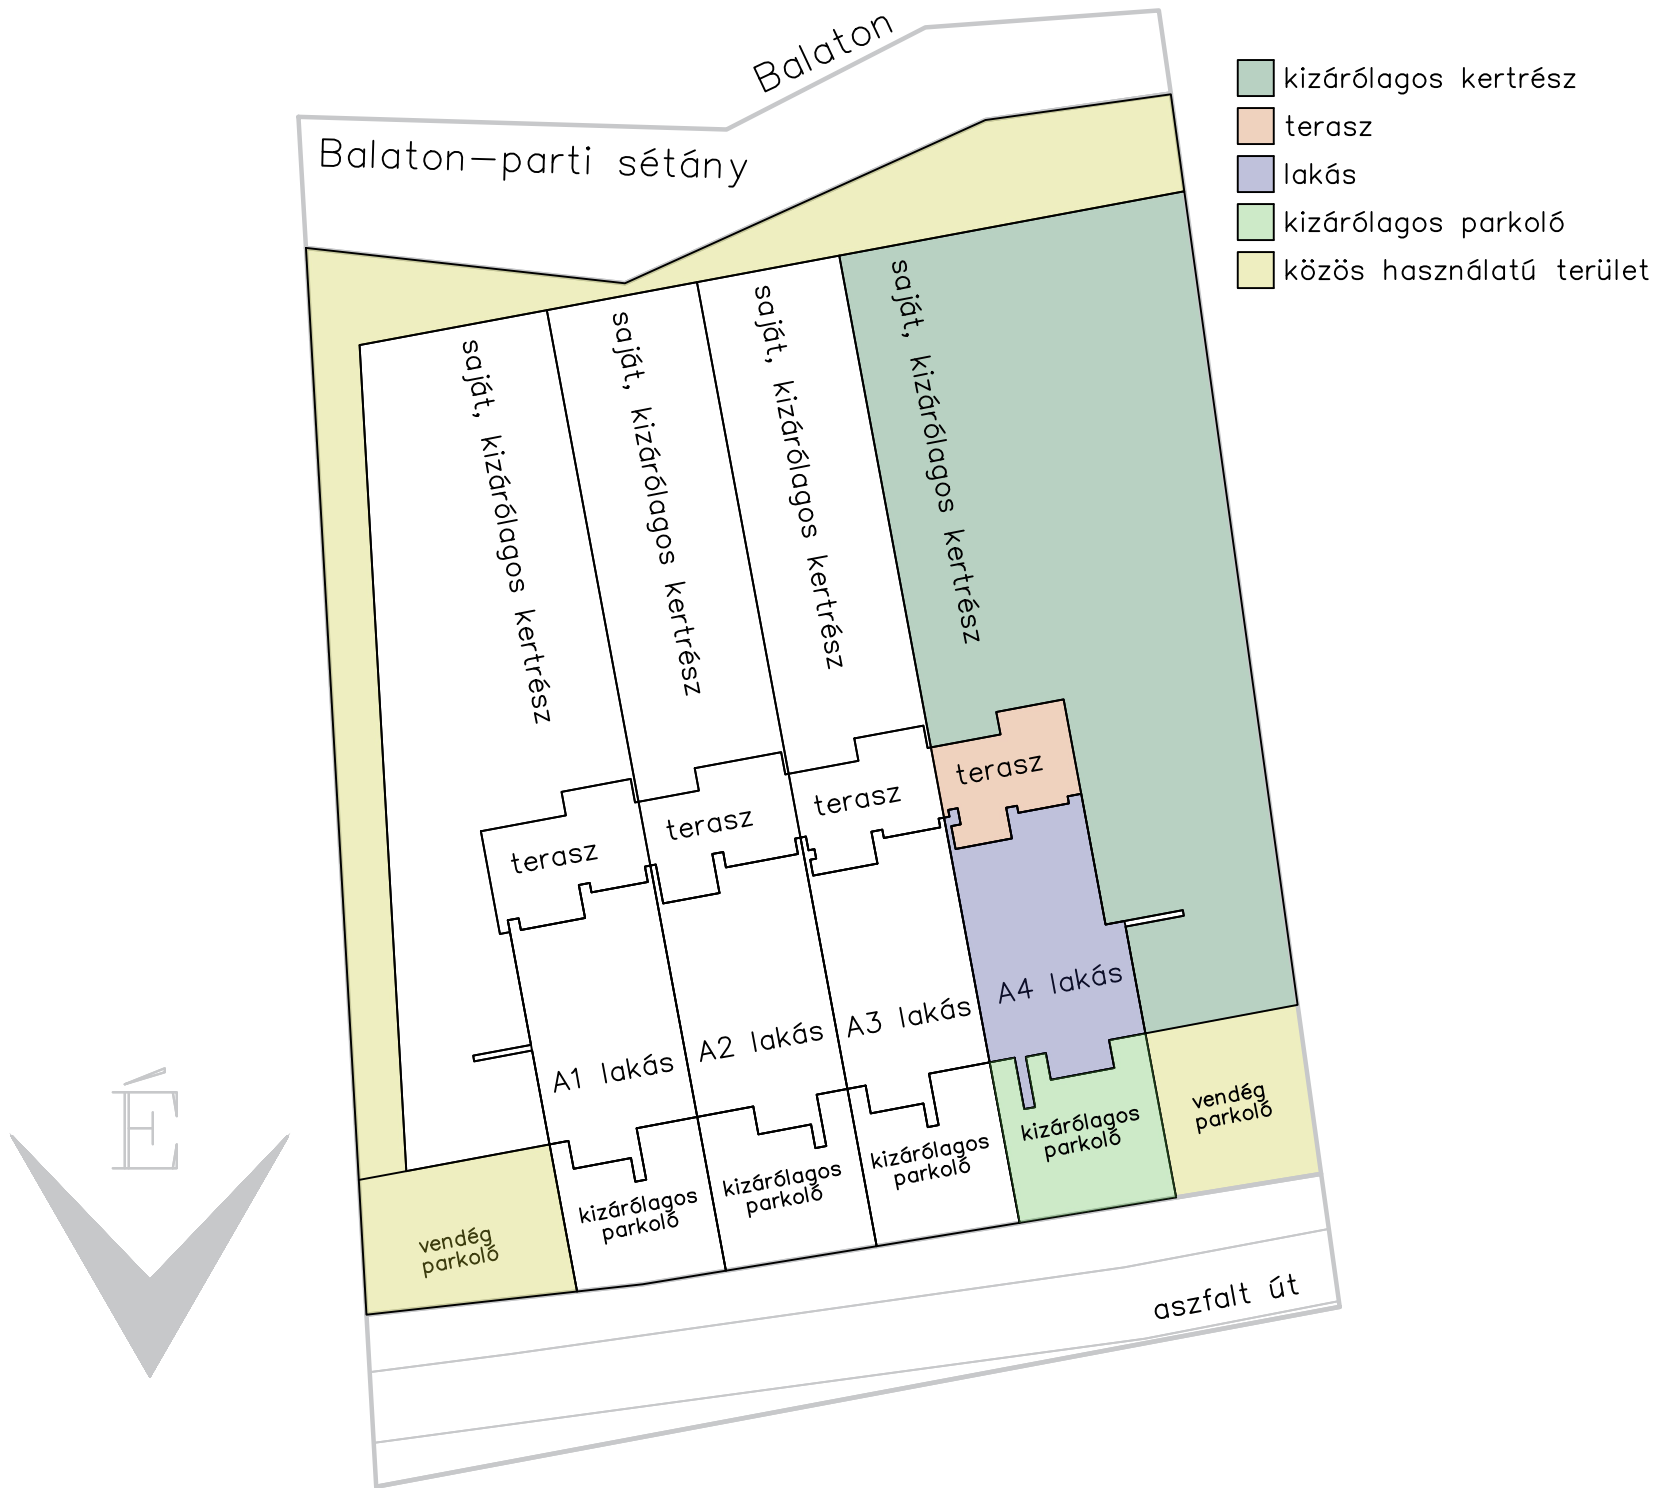 Balaton
Balaton-parti sétány
kizárólagos kertrész
terasz
lakás
kizárólagos parkoló
közös használatú terület
saját, kizárólagos kertrész
saját, kizárólagos kertrész
saját, kizárólagos kertrész
saját, kizárólagos kertrész
terasz
terasz
terasz
terasz
A1 lakás
A2 lakás
A3 lakás
A4 lakás
vendég
parkoló
kizárólagos
parkoló
kizárólagos
parkoló
kizárólagos
parkoló
kizárólagos
parkoló
vendég
parkoló
aszfalt út
É